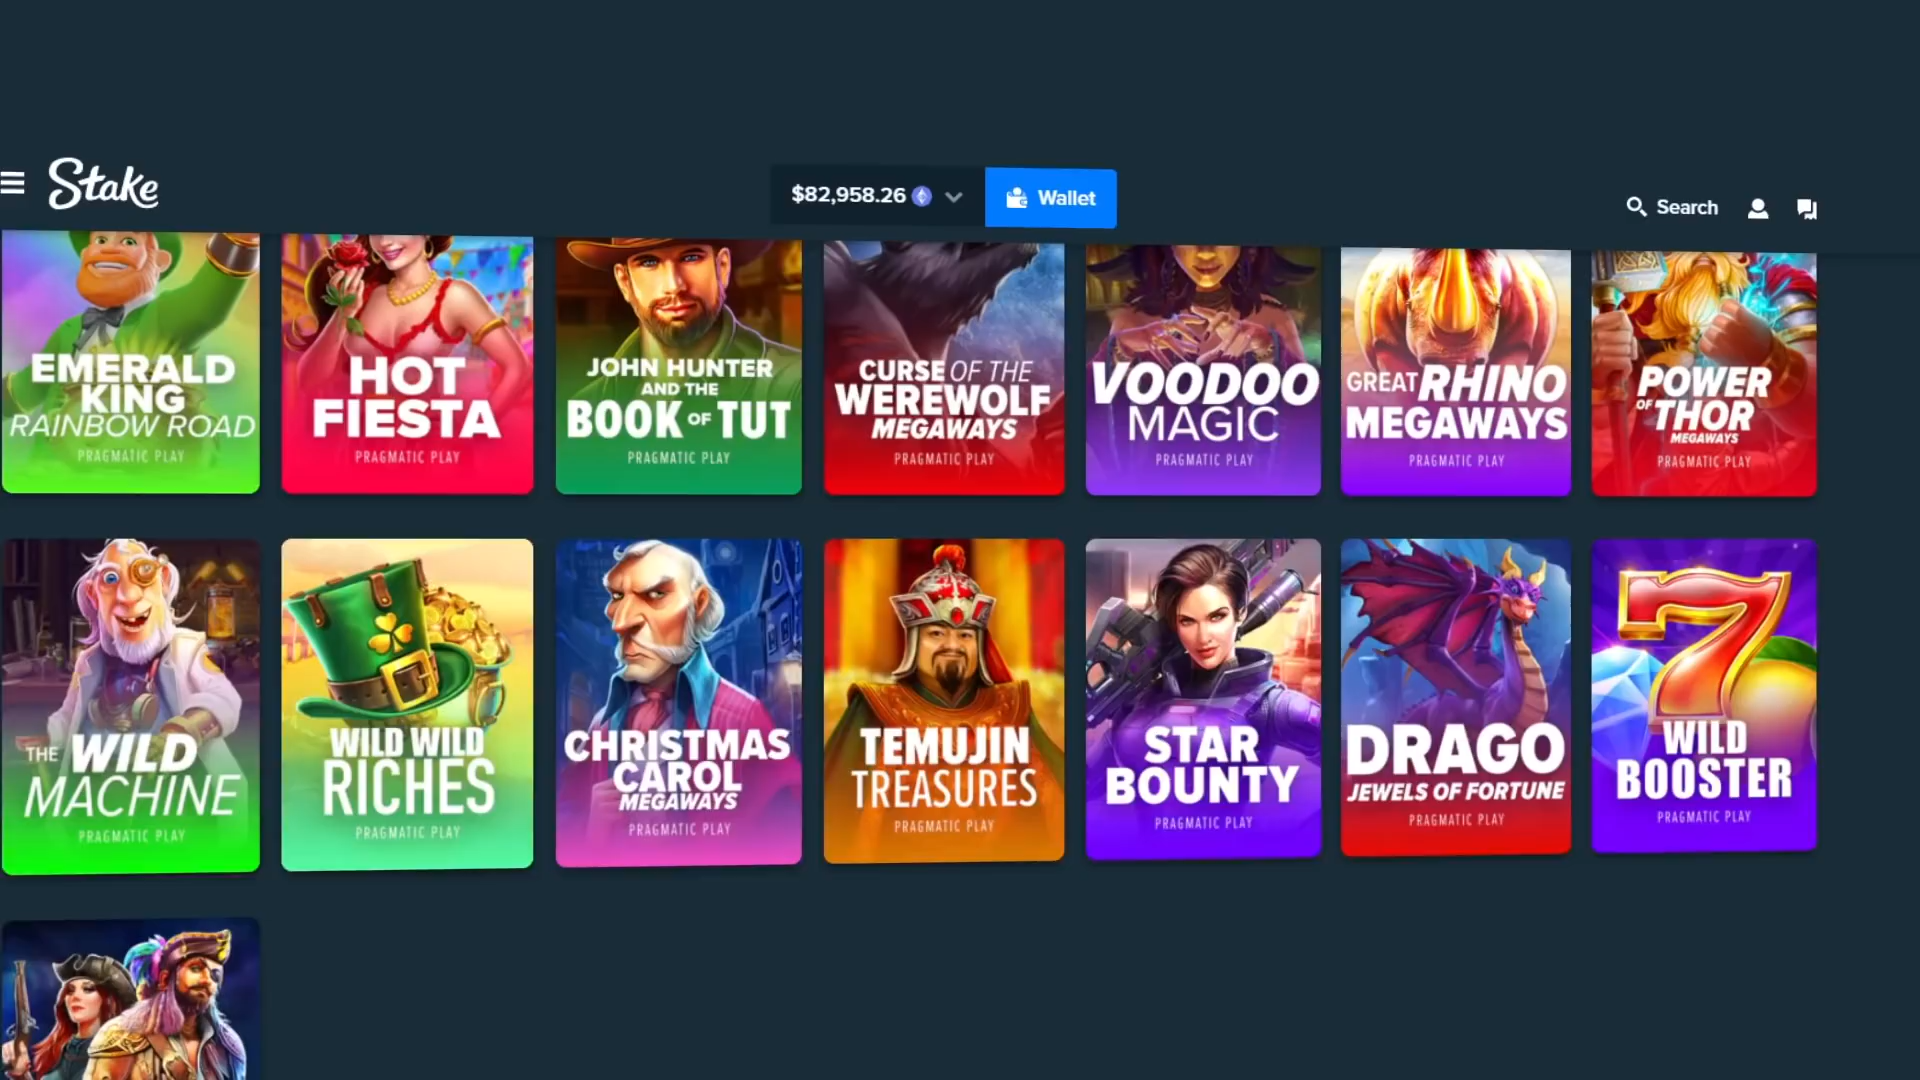 Stake
$82,958.26
Wallet
Search
EMERALD
KING
RAINBOW ROAD
PRAGMATIC PLAY
HOT
FIESTA
PRAGMATIC PLAY
JOHN HUNTER
AND THE
BOOK OF TUT
PRAGMATIC PLAY
CURSE OF THE
WEREWOLF
MEGAWAYS
PRAGMATIC PLAY
VOODOO
MAGIC
PRAGMATIC PLAY
GREAT RHINO
MEGAWAYS
PRAGMATIC PLAY
POWER
OF THOR
MEGAWAYS
PRAGMATIC PLAY
THE WILD
MACHINE
PRAGMATIC PLAY
WILD WILD
RICHES
PRAGMATIC PLAY
CHRISTMAS
CAROL
MEGAWAYS
PRAGMATIC PLAY
TEMUJIN
TREASURES
PRAGMATIC PLAY
STAR
BOUNTY
PRAGMATIC PLAY
DRAGO
JEWELS OF FORTUNE
PRAGMATIC PLAY
7
WILD
BOOSTER
PRAGMATIC PLAY